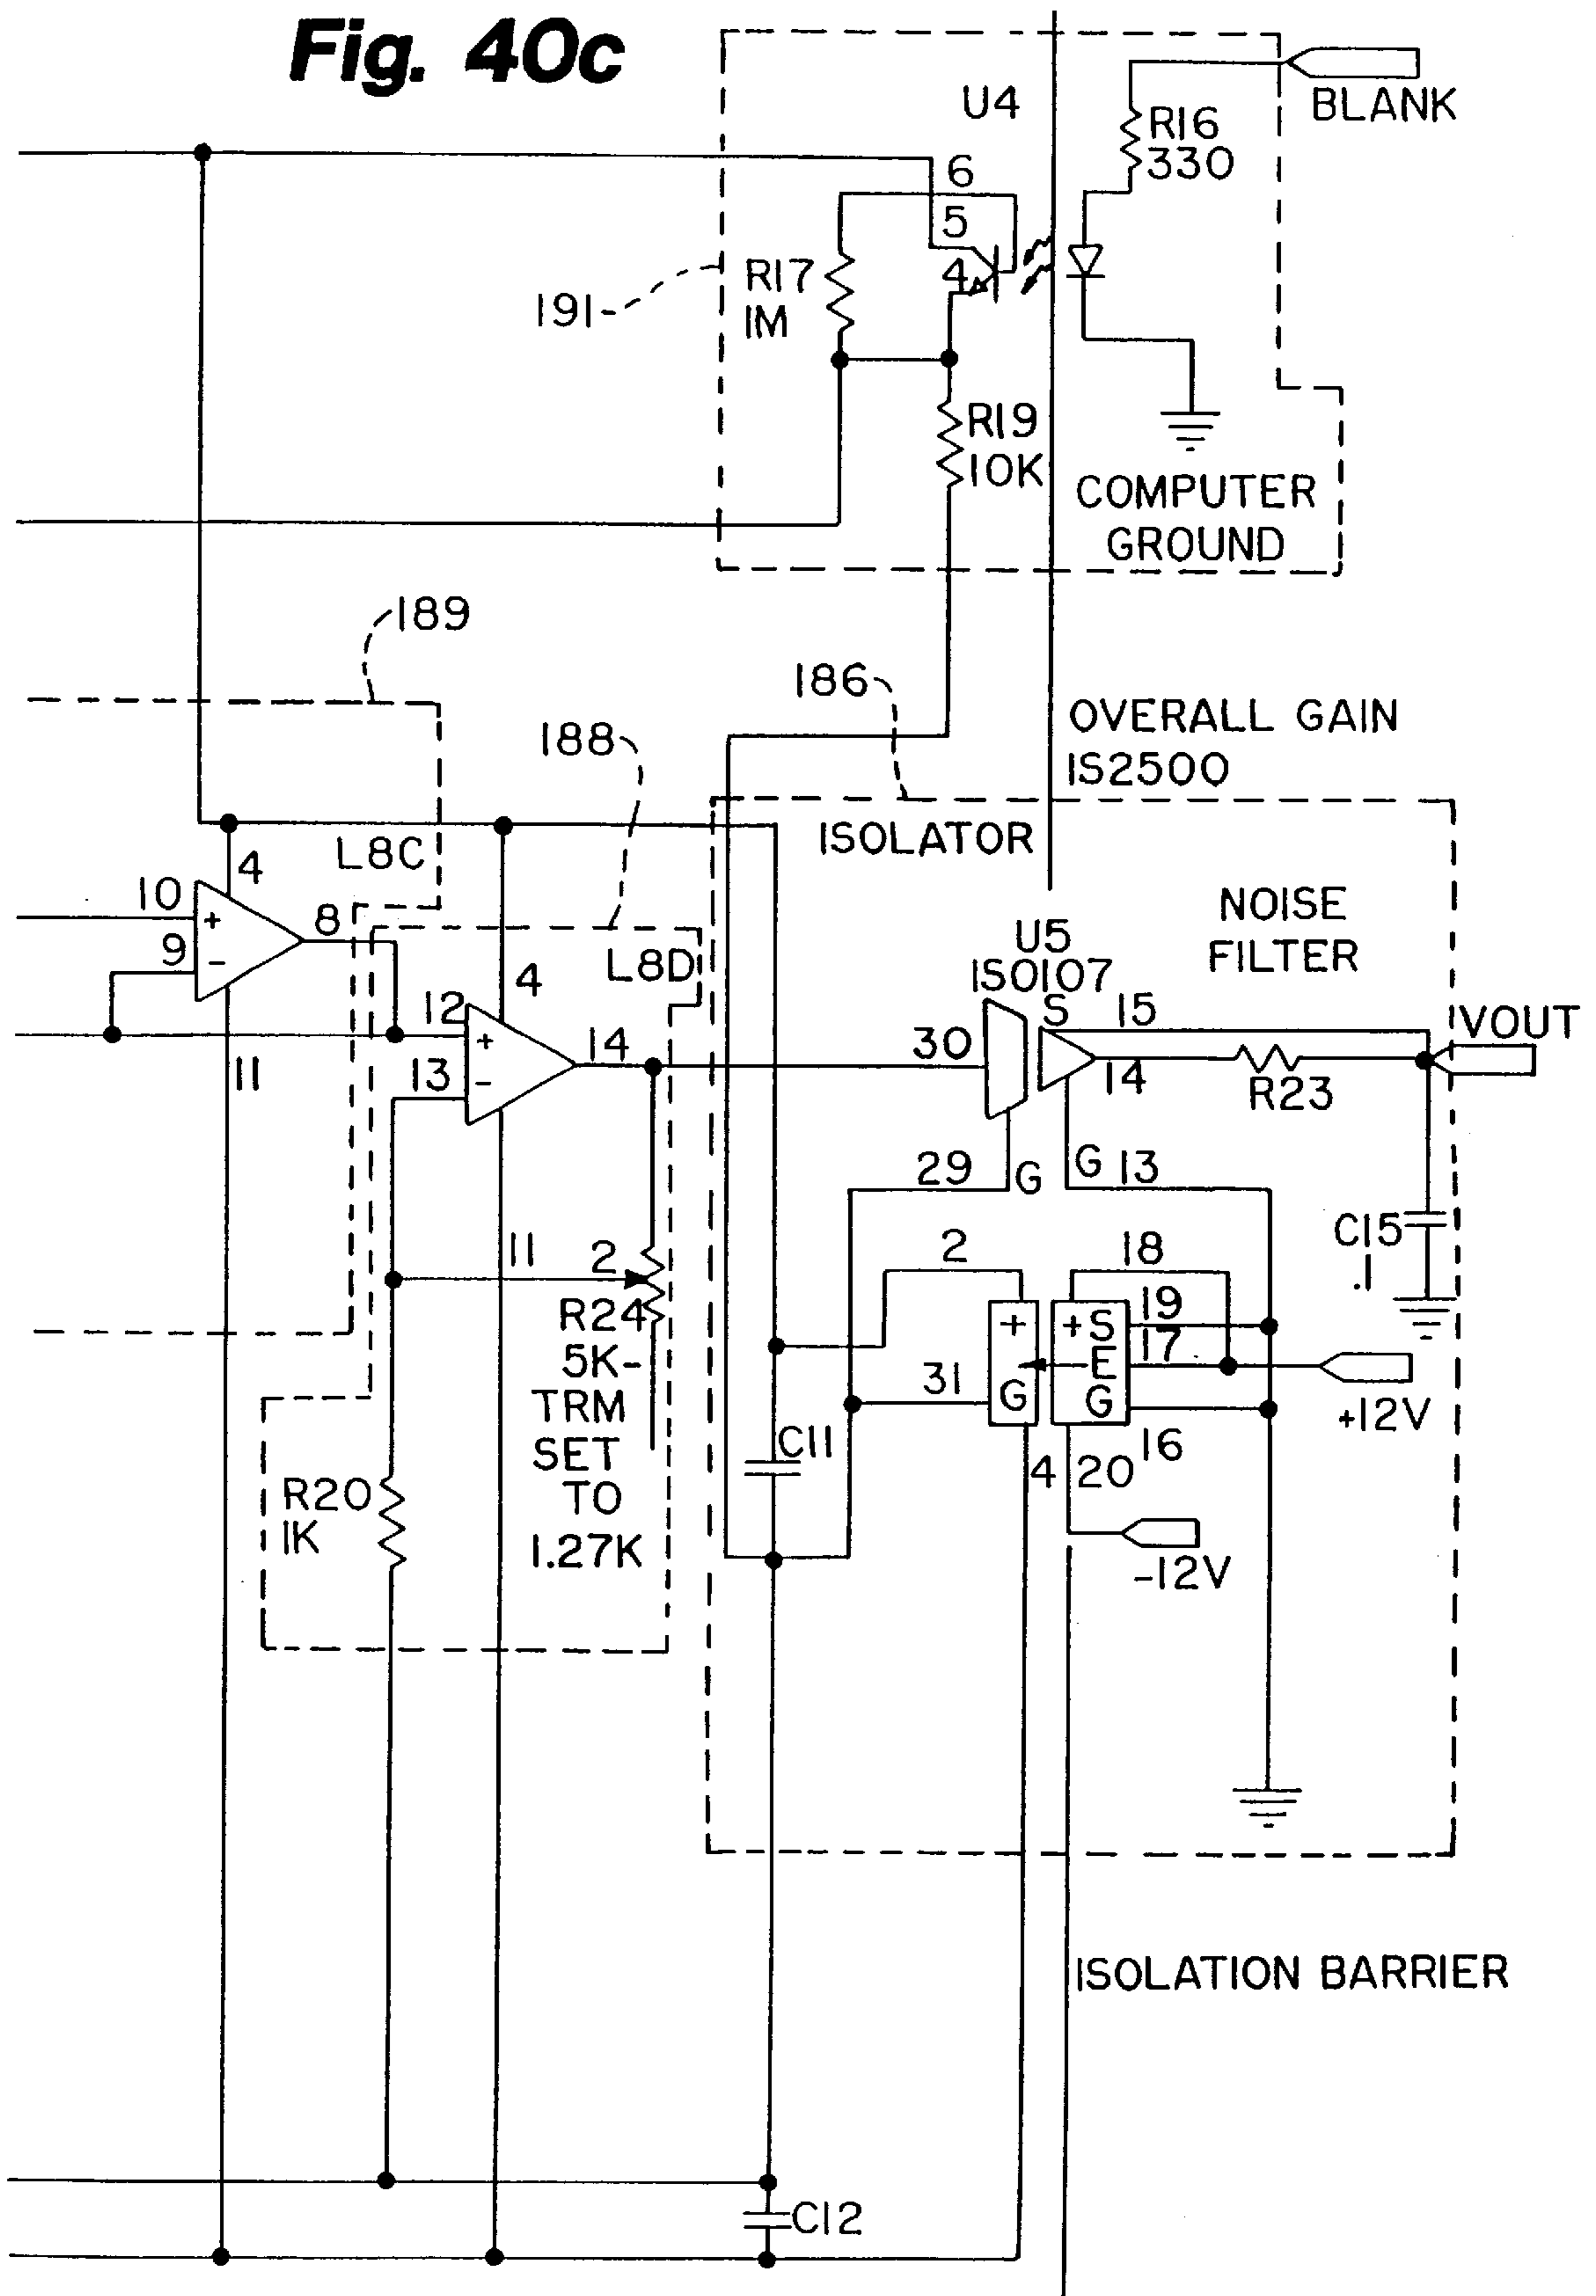 Fig. 40c
U4
BLANK
R16
330
6
5
4
R17
1M
191
R19
10K
COMPUTER
GROUND
189
186
188
OVERALL GAIN
IS2500
ISOLATOR
L8C
4
10
+
8
9
-
L8D
4
NOISE
FILTER
U5
ISO107
S
15
VOUT
12
+
14
30
14
R23
13
-
11
29
G
G
13
C15
.1
11
2
2
18
R24
5K-
TRM
SET
TO
1.27K
+
+S
19
17
E
31
G
G
+12V
16
C11
4
20
R20
1K
-12V
ISOLATION BARRIER
C12